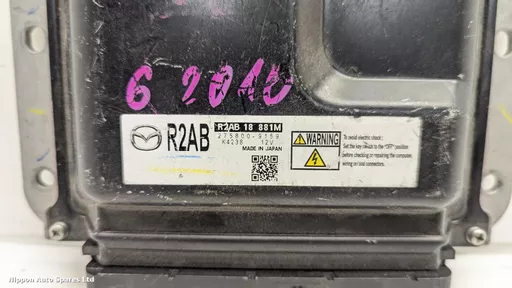 6 2010
R2AB
R2AB 18 881M
275800-9169
K4238 12V
MADE IN JAPAN
WARNING
To avoid electric shock;
Set the key switch to the "OFF" position
before checking or repairing the computer,
wiring or load connectors.
Nippon Auto Spares Ltd